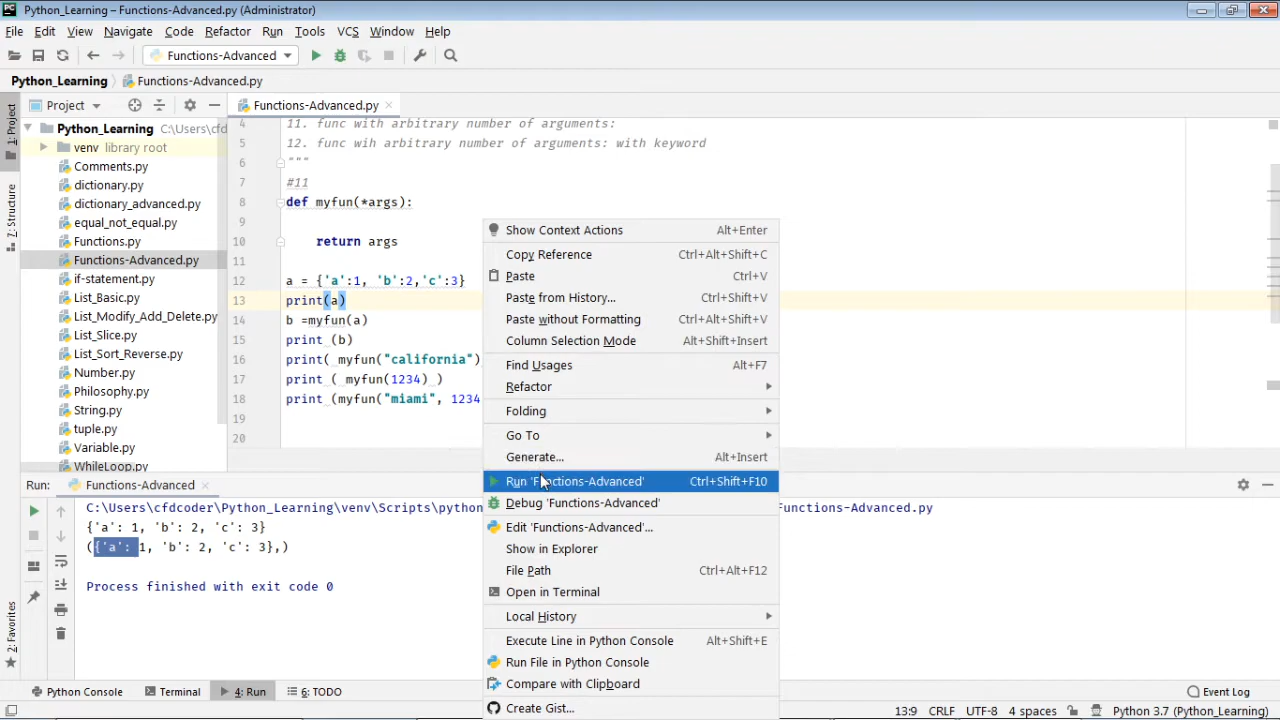 Python_Learning – Functions-Advanced.py (Administrator)
File Edit View Navigate Code Refactor Run Tools VCS Window Help
Functions-Advanced
Python_Learning Functions-Advanced.py
1: Project
7: Structure
2: Favorites
Project
Python_Learning C:\Users\cfd
venv library root
Comments.py
dictionary.py
dictionary_advanced.py
equal_not_equal.py
Functions.py
Functions-Advanced.py
if-statement.py
List_Basic.py
List_Modify_Add_Delete.py
List_Slice.py
List_Sort_Reverse.py
Number.py
Philosophy.py
String.py
tuple.py
Variable.py
WhileLoop.py
Functions-Advanced.py
4 11. func with arbitrary number of arguments:
5 12. func wih arbitrary number of arguments: with keyword
6 """
7 #11
8 def myfun(*args):
9
10 return args
11
12 a = {'a':1, 'b':2,'c':3}
13 print(a)
14 b =myfun(a)
15 print (b)
16 print( myfun("california")
17 print ( myfun(1234) )
18 print (myfun("miami", 1234
19
20
Show Context Actions Alt+Enter
Copy Reference Ctrl+Alt+Shift+C
Paste Ctrl+V
Paste from History... Ctrl+Shift+V
Paste without Formatting Ctrl+Alt+Shift+V
Column Selection Mode Alt+Shift+Insert
Find Usages Alt+F7
Refactor
Folding
Go To
Generate... Alt+Insert
Run 'Functions-Advanced' Ctrl+Shift+F10
Debug 'Functions-Advanced'
Edit 'Functions-Advanced'...
Show in Explorer
File Path Ctrl+Alt+F12
Open in Terminal
Local History
Execute Line in Python Console Alt+Shift+E
Run File in Python Console
Compare with Clipboard
Create Gist...
Run: Functions-Advanced
C:\Users\cfdcoder\Python_Learning\venv\Scripts\python Functions-Advanced.py
{'a': 1, 'b': 2, 'c': 3}
({'a': 1, 'b': 2, 'c': 3},)
Process finished with exit code 0
Python Console Terminal 4: Run 6: TODO Event Log
13:9 CRLF UTF-8 4 spaces Python 3.7 (Python_Learning)